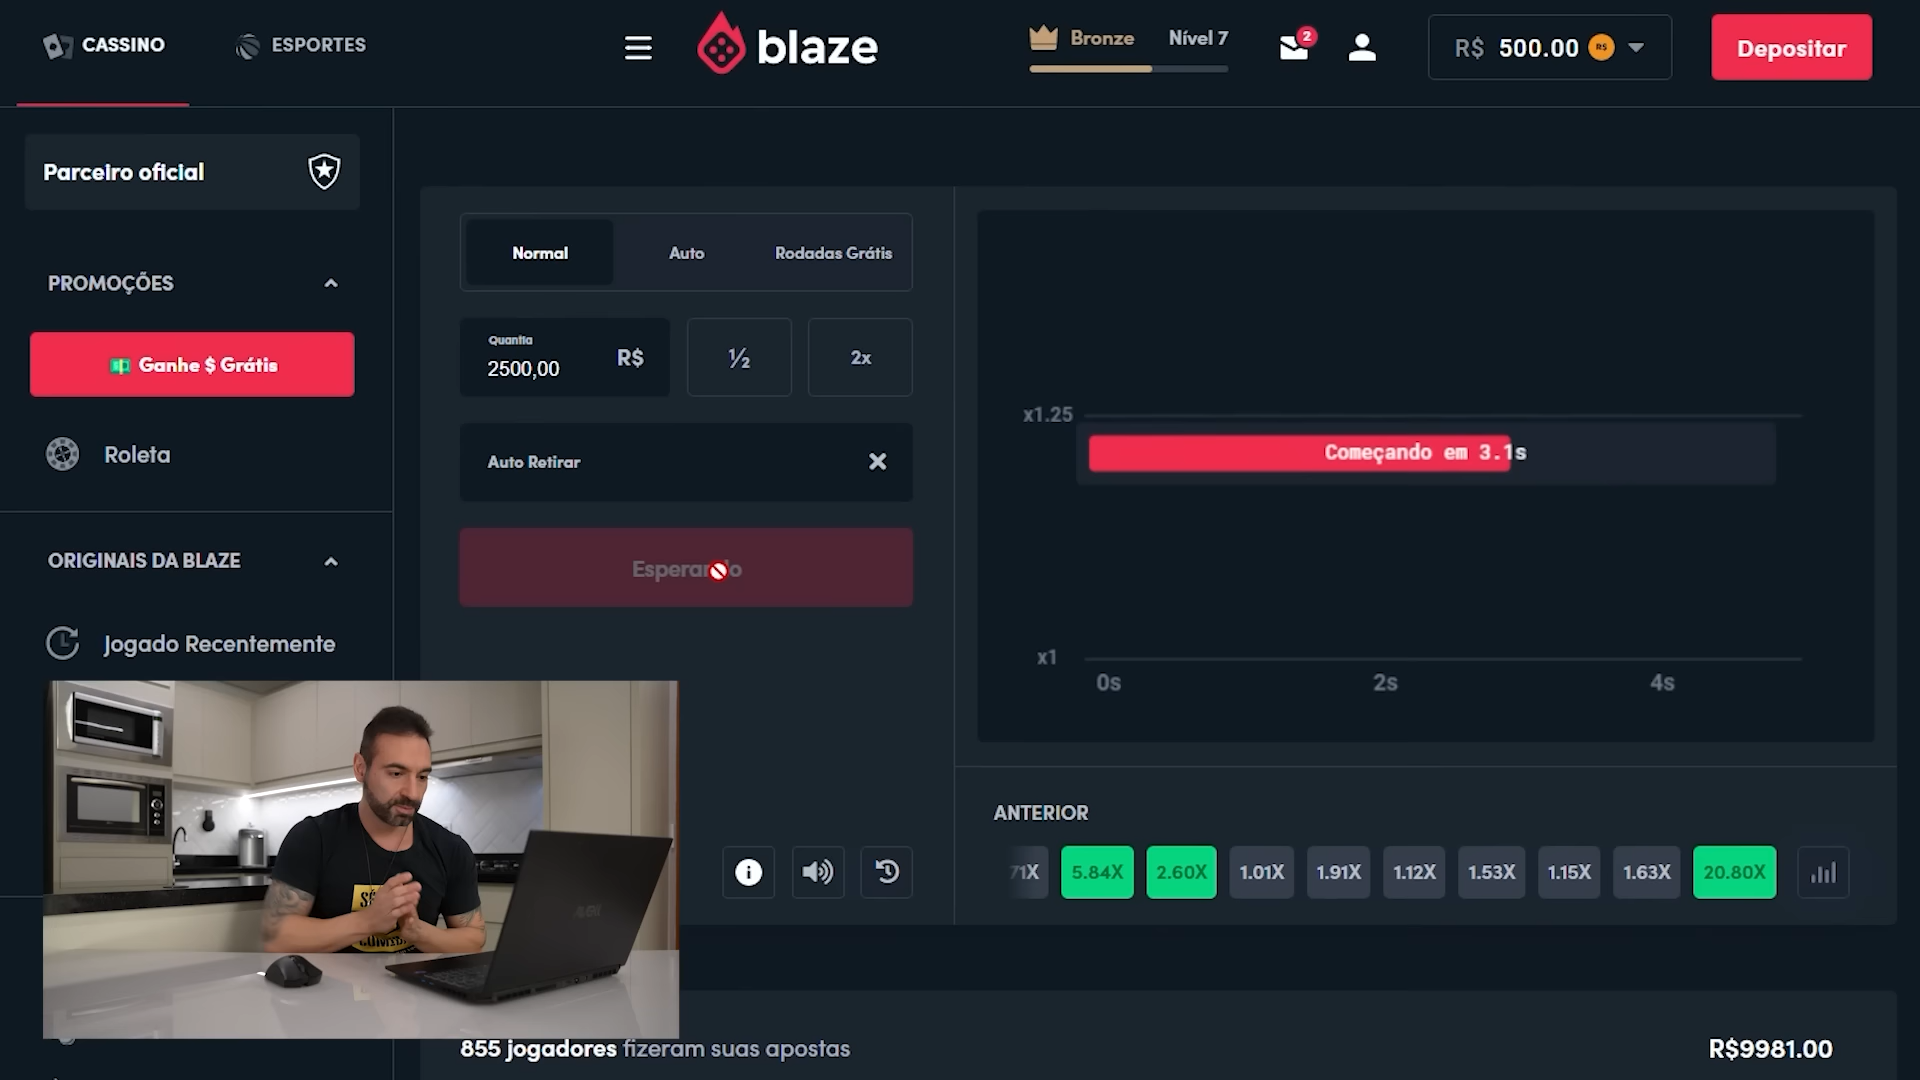 CASSINO
ESPORTES
blaze
Bronze
Nível 7
2
R$ 500.00
R$
Depositar
Parceiro oficial
PROMOÇÕES
Ganhe $ Grátis
Roleta
ORIGINAIS DA BLAZE
Jogado Recentemente
Normal
Auto
Rodadas Grátis
Quantia
2500,00
R$
½
2x
Auto Retirar
Esperando
x1.25
Começando em 3.1s
x1
0s
2s
4s
ANTERIOR
71X
5.84X
2.60X
1.01X
1.91X
1.12X
1.53X
1.15X
1.63X
20.80X
855 jogadores fizeram suas apostas
R$9981.00